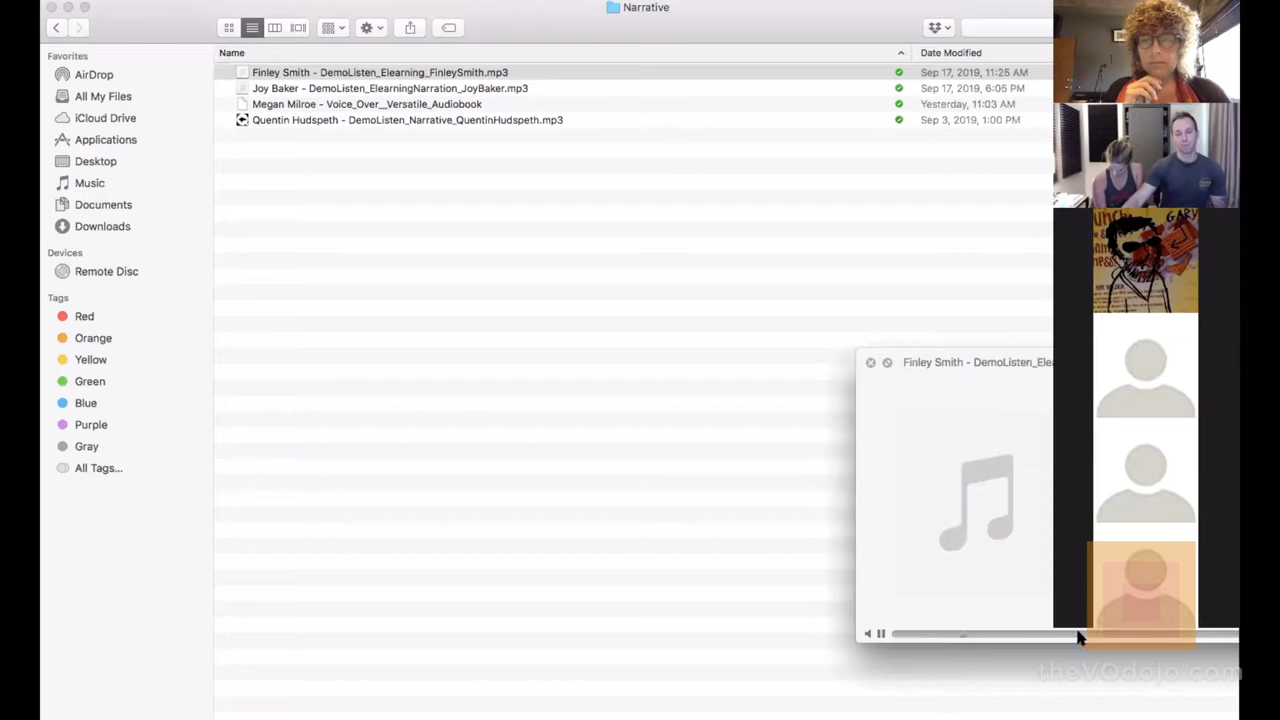 Narrative
Favorites
AirDrop
All My Files
iCloud Drive
Applications
Desktop
Music
Documents
Downloads
Devices
Remote Disc
Tags
Red
Orange
Yellow
Green
Blue
Purple
Gray
All Tags...
Name
Date Modified
Finley Smith - DemoListen_Elearning_FinleySmith.mp3
Sep 17, 2019, 11:25 AM
Joy Baker - DemoListen_ElearningNarration_JoyBaker.mp3
Sep 17, 2019, 6:05 PM
Megan Milroe - Voice_Over__Versatile_Audiobook
Yesterday, 11:03 AM
Quentin Hudspeth - DemoListen_Narrative_QuentinHudspeth.mp3
Sep 3, 2019, 1:00 PM
GARY
Finley Smith - DemoListen_Elea
theVOdojo.com